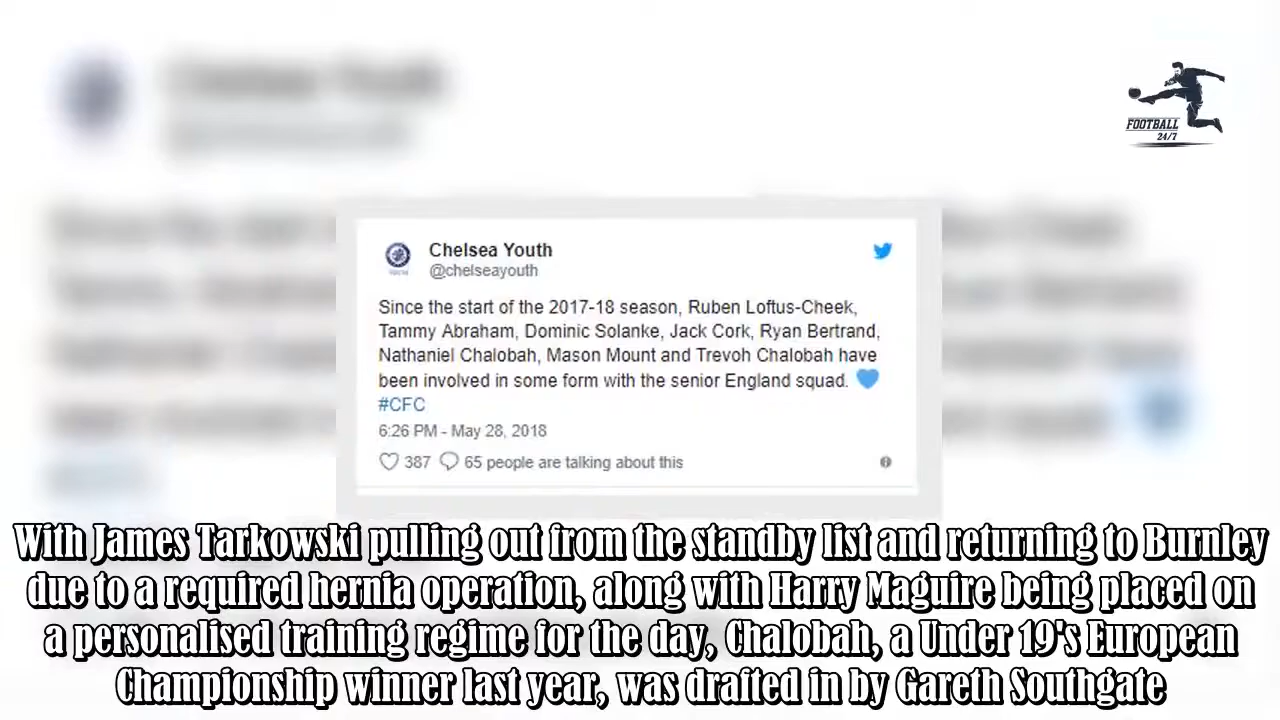 FOOTBALL
24/7
Chelsea Youth
@chelseayouth
Since the start of the 2017-18 season, Ruben Loftus-Cheek,
Tammy Abraham, Dominic Solanke, Jack Cork, Ryan Bertrand,
Nathaniel Chalobah, Mason Mount and Trevoh Chalobah have
been involved in some form with the senior England squad. 💙
#CFC
6:26 PM - May 28, 2018
387 65 people are talking about this
With James Tarkowski pulling out from the standby list and returning to Burnley
due to a required hernia operation, along with Harry Maguire being placed on
a personalised training regime for the day, Chalobah, a Under 19's European
Championship winner last year, was drafted in by Gareth Southgate